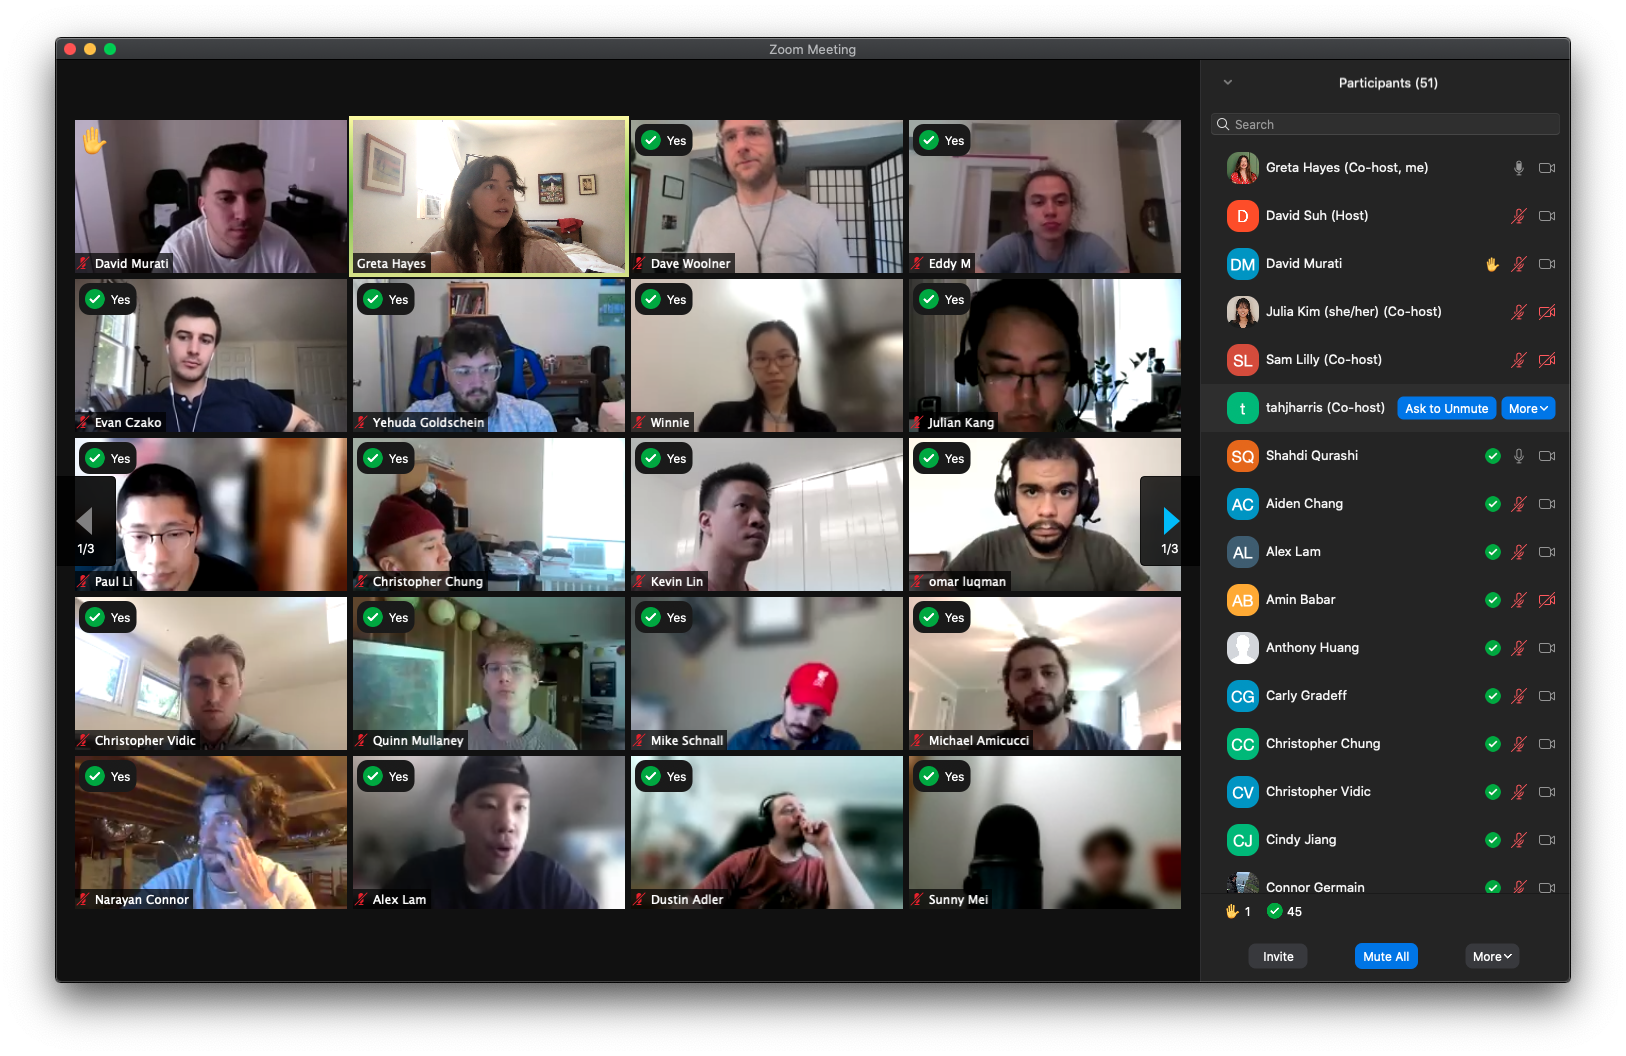 Zoom Meeting
David Murati
Greta Hayes
Yes
Dave Woolner
Yes
Eddy M
Yes
Evan Czako
Yes
Yehuda Goldschein
Yes
Winnie
Yes
Julian Kang
Yes
1/3
Paul Li
Yes
Christopher Chung
Yes
Kevin Lin
Yes
1/3
omar luqman
Yes
Christopher Vidic
Yes
Quinn Mullaney
Yes
Mike Schnall
Yes
Michael Amicucci
Yes
Narayan Connor
Yes
Alex Lam
Yes
Dustin Adler
Yes
Sunny Mei
Participants (51)
Search
Greta Hayes (Co-host, me)
D David Suh (Host)
DM David Murati
Julia Kim (she/her) (Co-host)
SL Sam Lilly (Co-host)
t tahjharris (Co-host) Ask to Unmute More
SQ Shahdi Qurashi
AC Aiden Chang
AL Alex Lam
AB Amin Babar
Anthony Huang
CG Carly Gradeff
CC Christopher Chung
CV Christopher Vidic
CJ Cindy Jiang
Connor Germain
1 45
Invite Mute All More